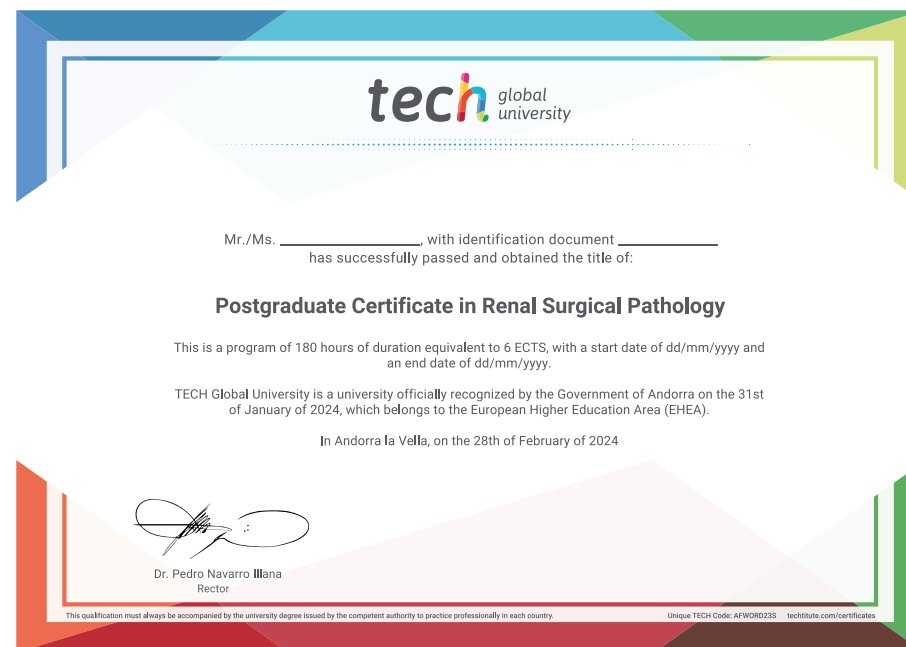 tech global
university
Mr./Ms. ____________, with identification document ____________
has successfully passed and obtained the title of:
Postgraduate Certificate in Renal Surgical Pathology
This is a program of 180 hours of duration equivalent to 6 ECTS, with a start date of dd/mm/yyyy and
an end date of dd/mm/yyyy.
TECH Global University is a university officially recognized by the Government of Andorra on the 31st
of January of 2024, which belongs to the European Higher Education Area (EHEA).
In Andorra la Vella, on the 28th of February of 2024
Dr. Pedro Navarro Illana
Rector
This qualification must always be accompanied by the university degree issued by the competent authority to practice professionally in each country.
Unique TECH Code: AFWORD23S techtitute.com/certificates